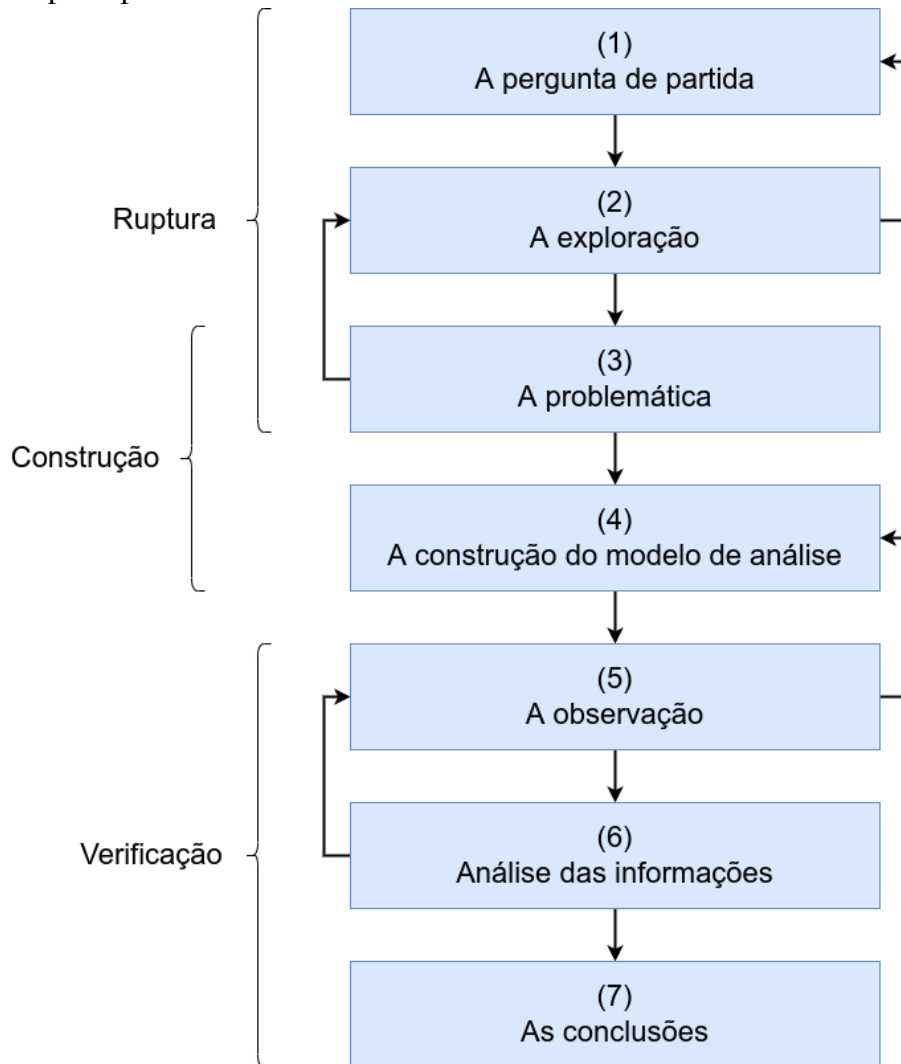 (1)
A pergunta de partida
(2)
A exploração
Ruptura
(3)
A problemática
Construção
(4)
A construção do modelo de análise
(5)
A observação
(6)
Análise das informações
Verificação
(7)
As conclusões